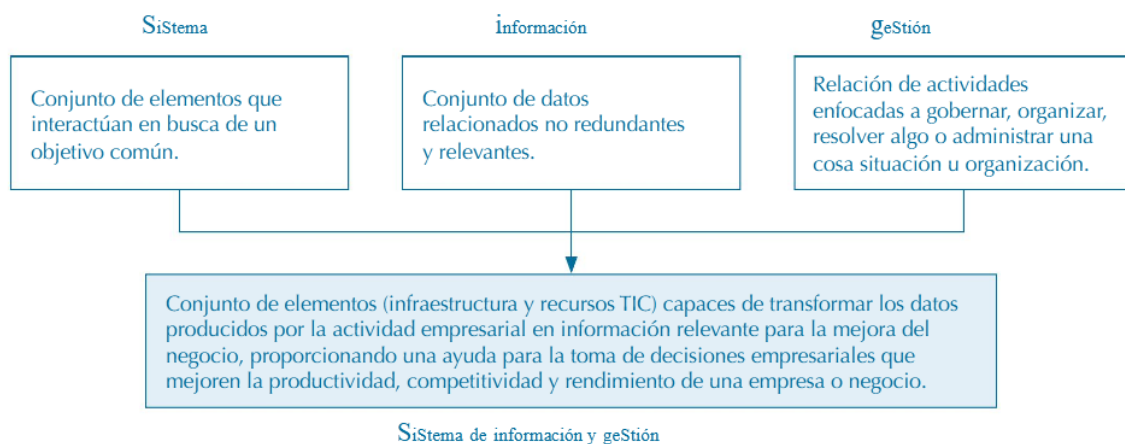 SiStema
información
geStión
Conjunto de elementos que
interactúan en busca de un
objetivo común.
Conjunto de datos
relacionados no redundantes
y relevantes.
Relación de actividades
enfocadas a gobernar, organizar,
resolver algo o administrar una
cosa situación u organización.
Conjunto de elementos (infraestructura y recursos TIC) capaces de transformar los datos
producidos por la actividad empresarial en información relevante para la mejora del
negocio, proporcionando una ayuda para la toma de decisiones empresariales que
mejoren la productividad, competitividad y rendimiento de una empresa o negocio.
SiStema de información y geStión